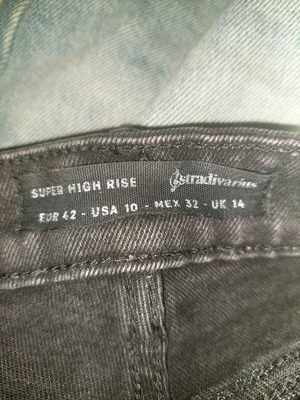 SUPER HIGH RISE stradivarius
EUR 42 - USA 10 - MEX 32 - UK 14